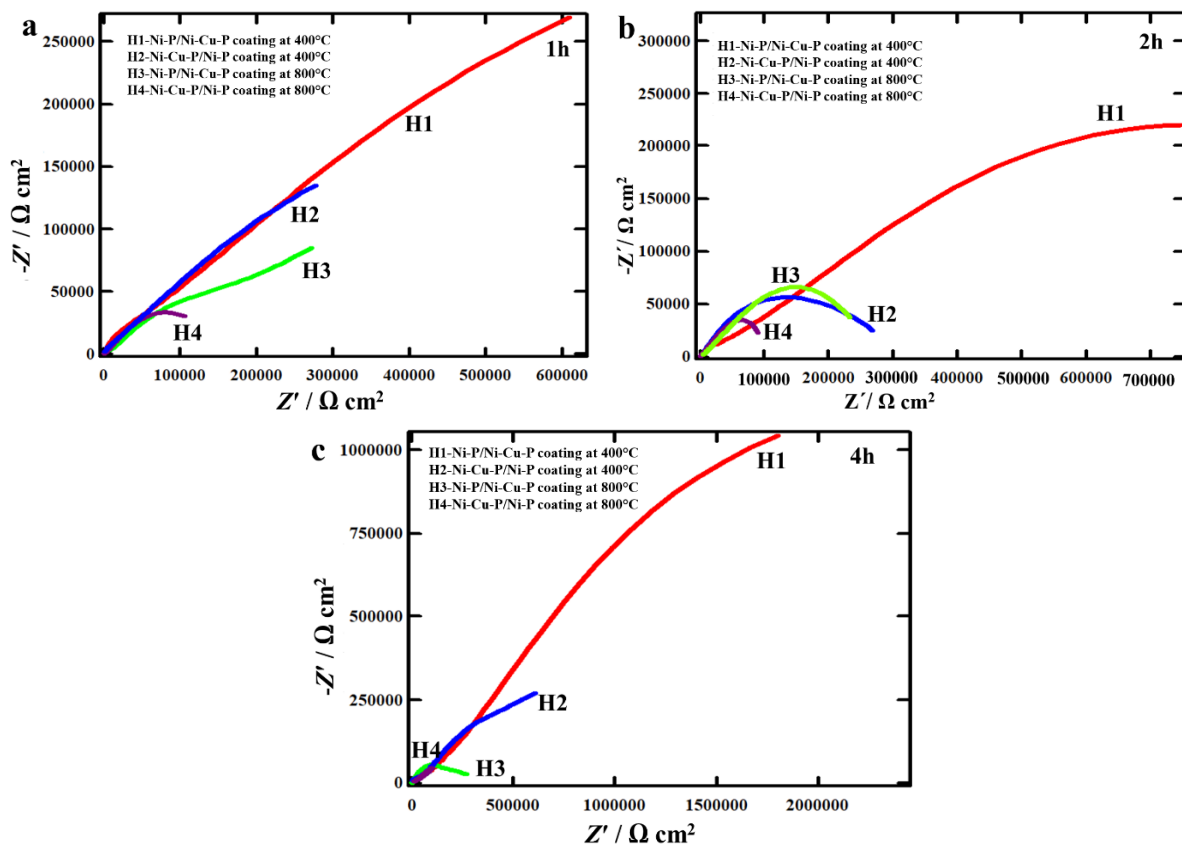 a
1h
H1-Ni-P/Ni-Cu-P coating at 400°C
H2-Ni-Cu-P/Ni-P coating at 400°C
H3-Ni-P/Ni-Cu-P coating at 800°C
II4-Ni-Cu-P/Ni-P coating at 800°C
250000
200000
150000
100000
50000
0
-Z' / Ω cm²
H1
H2
H3
H4
0 100000 200000 300000 400000 500000 600000
Z' / Ω cm²
b
2h
H1-Ni-P/Ni-Cu-P coating at 400°C
H2-Ni-Cu-P/Ni-P coating at 400°C
H3-Ni-P/Ni-Cu-P coating at 800°C
H4-Ni-Cu-P/Ni-P coating at 800°C
300000
250000
200000
150000
100000
50000
0
-Z´/ Ω cm²
H1
H3
H2
H4
0 100000 200000 300000 400000 500000 600000 700000
Z´/ Ω cm²
c
4h
II1-Ni-P/Ni-Cu-P coating at 400°C
H2-Ni-Cu-P/Ni-P coating at 400°C
H3-Ni-P/Ni-Cu-P coating at 800°C
II4-Ni-Cu-P/Ni-P coating at 800°C
1000000
750000
500000
250000
0
-Z' / Ω cm²
H1
H2
H4
H3
0 500000 1000000 1500000 2000000
Z' / Ω cm²